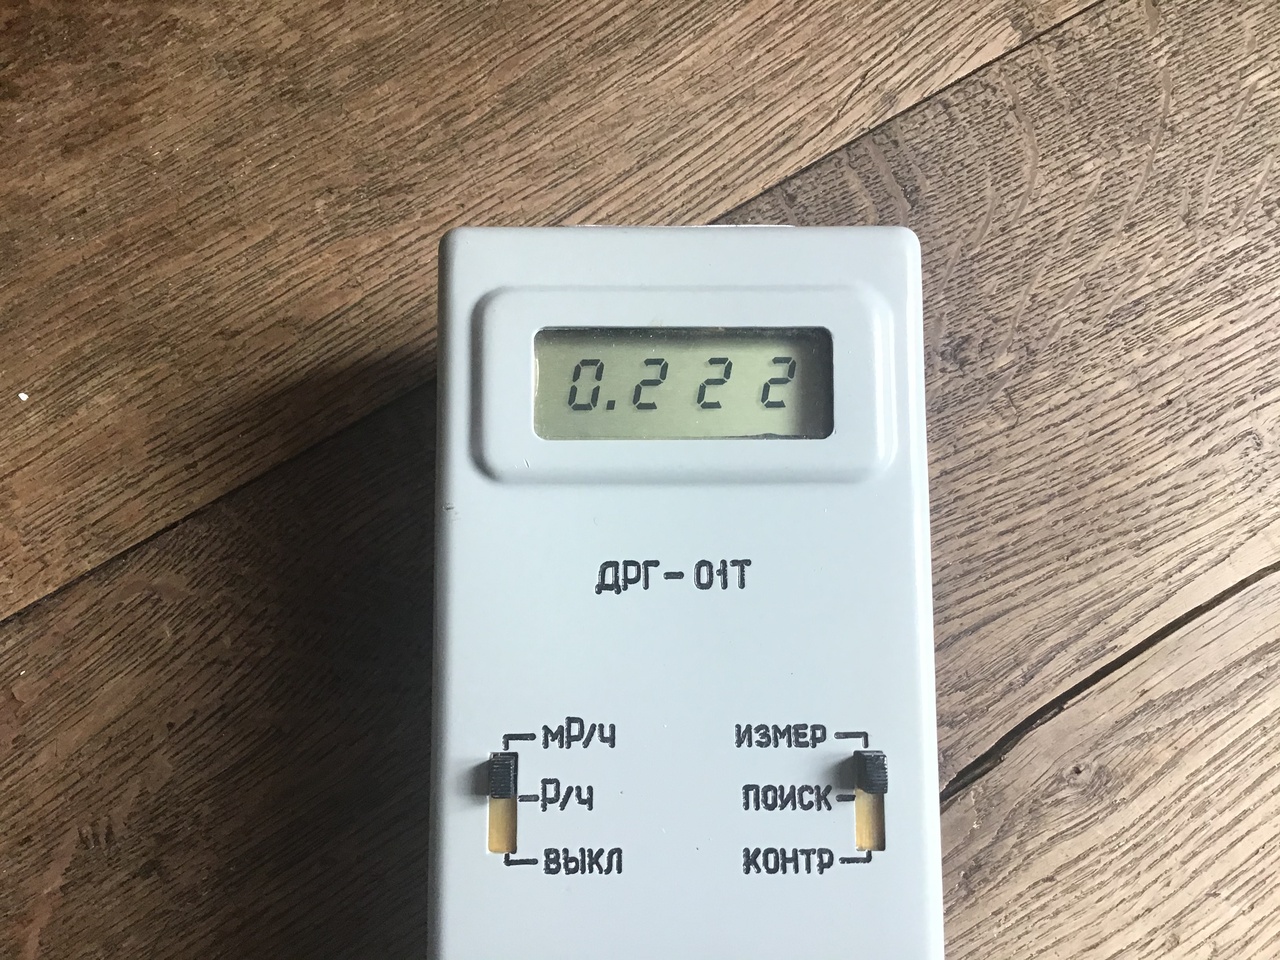 0.222
ДРГ-01Т
мР/ч
ИЗМЕР
Р/ч
ПОИСК
ВЫКЛ
КОНТР